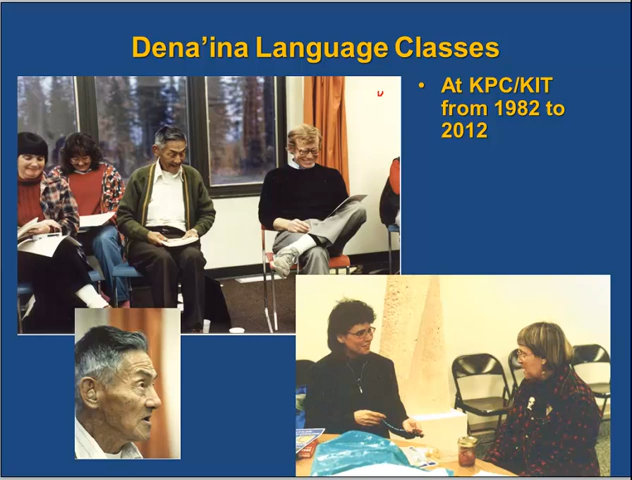 Dena’ina Language Classes
• At KPC/KIT
from 1982 to
2012